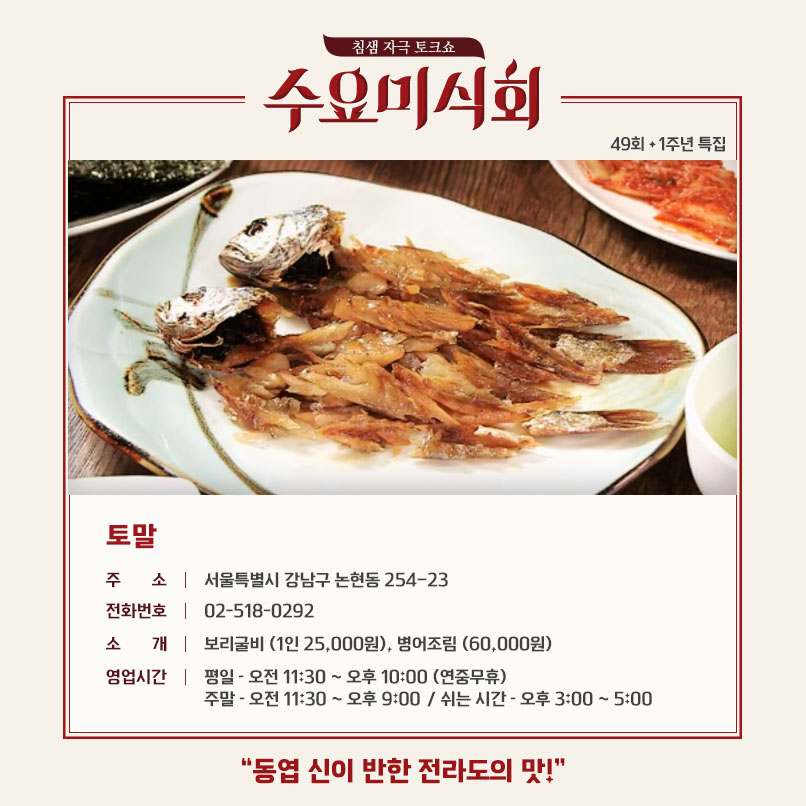 침샘 자극 토크쇼
수요미식회
49회 + 1주년 특집
토말
주 소 | 서울특별시 강남구 논현동 254-23
전화번호 | 02-518-0292
소 개 | 보리굴비 (1인 25,000원), 병어조림 (60,000원)
영업시간 | 평일 - 오전 11:30 ~ 오후 10:00 (연중무휴)
주말 - 오전 11:30 ~ 오후 9:00 / 쉬는 시간 - 오후 3:00 ~ 5:00
“동엽 신이 반한 전라도의 맛!”